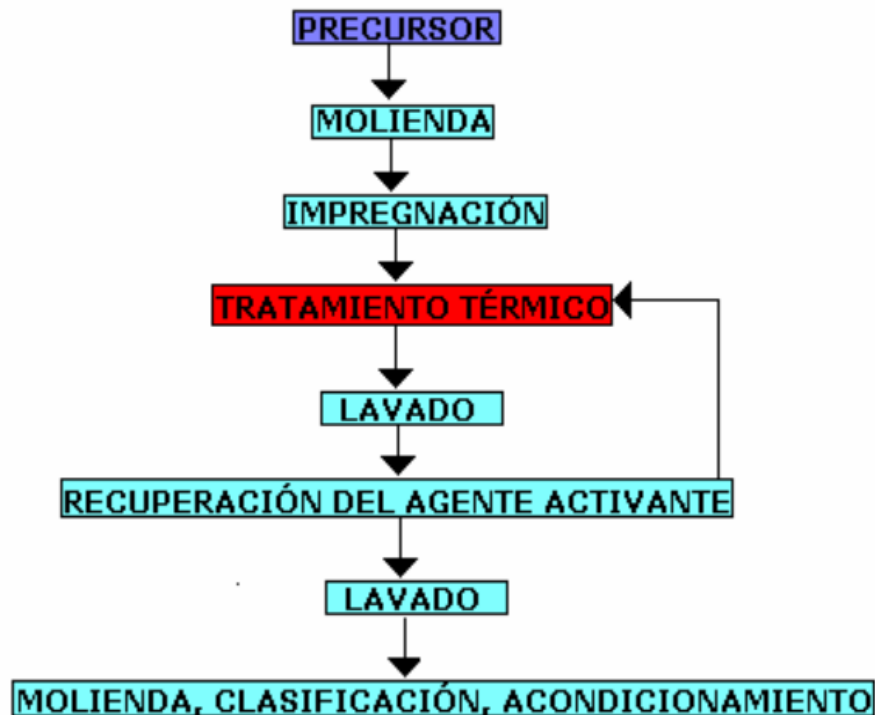 PRECURSOR
MOLIENDA
IMPREGNACIÓN
TRATAMIENTO TÉRMICO
LAVADO
RECUPERACIÓN DEL AGENTE ACTIVANTE
LAVADO
MOLIENDA, CLASIFICACIÓN, ACONDICIONAMIENTO